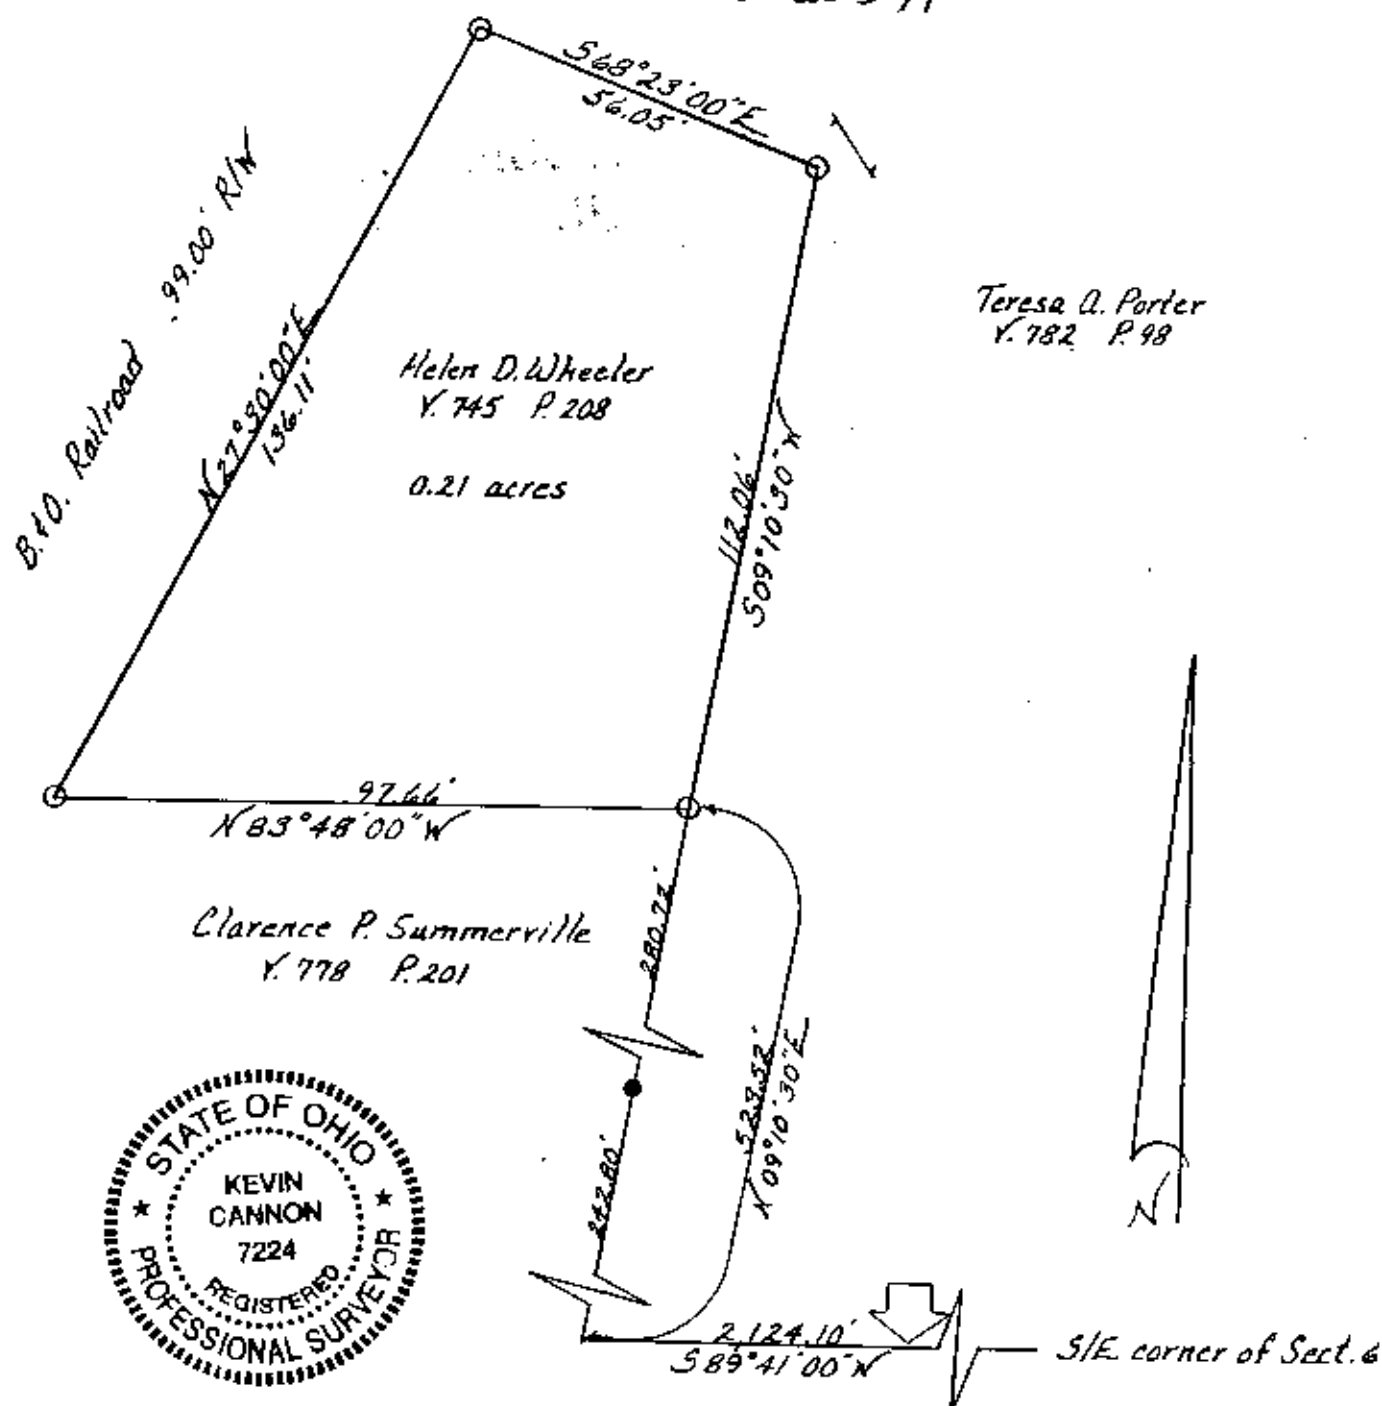 S68°23'00"E
56.05'
B.&O. Railroad 99.00' R/W
N27°30'00"E
136.11'
Teresa A. Porter
V. 782 P. 98
Helen D. Wheeler
V. 745 P. 208
0.21 acres
112.06'
S09°10'30"W
97.66'
N83°48'00"W
Clarence P. Summerville
V. 778 P. 201
280.72'
523.52'
N09°10'30"E
242.80'
STATE OF OHIO
KEVIN
CANNON
7224
REGISTERED
PROFESSIONAL SURVEYOR
N
2,124.10'
S89°41'00"W
S/E corner of Sect. 6